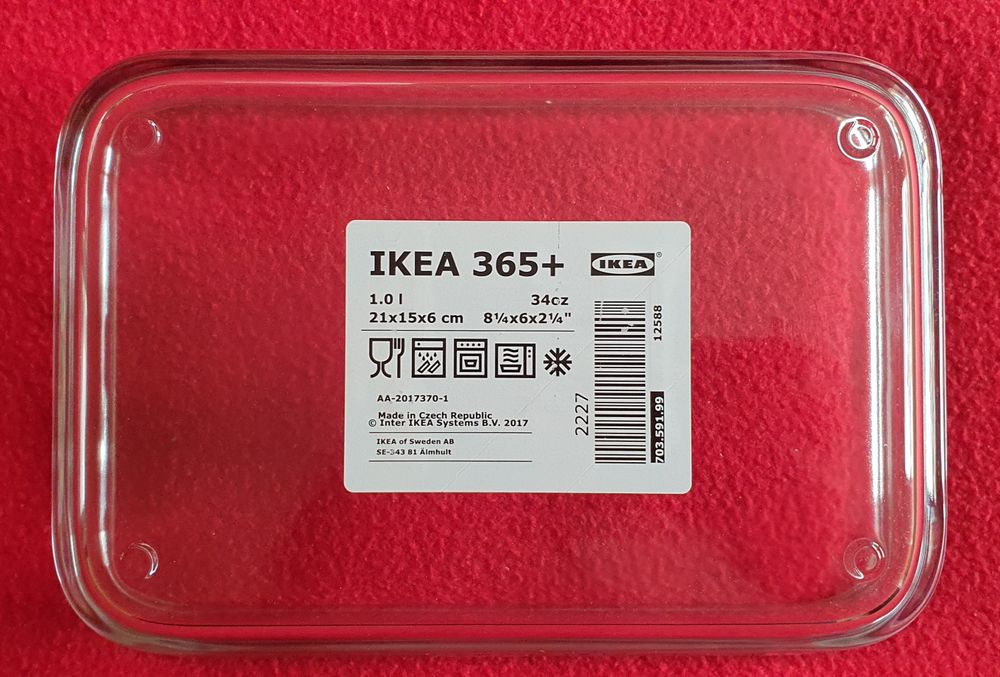 IKEA 365+
IKEA®
1.0 l 34oz
21x15x6 cm 8¼x6x2¼"
AA-2017370-1
Made in Czech Republic
© Inter IKEA Systems B.V. 2017
IKEA of Sweden AB
SE-343 81 Älmhult
2227
12588
703.591.99